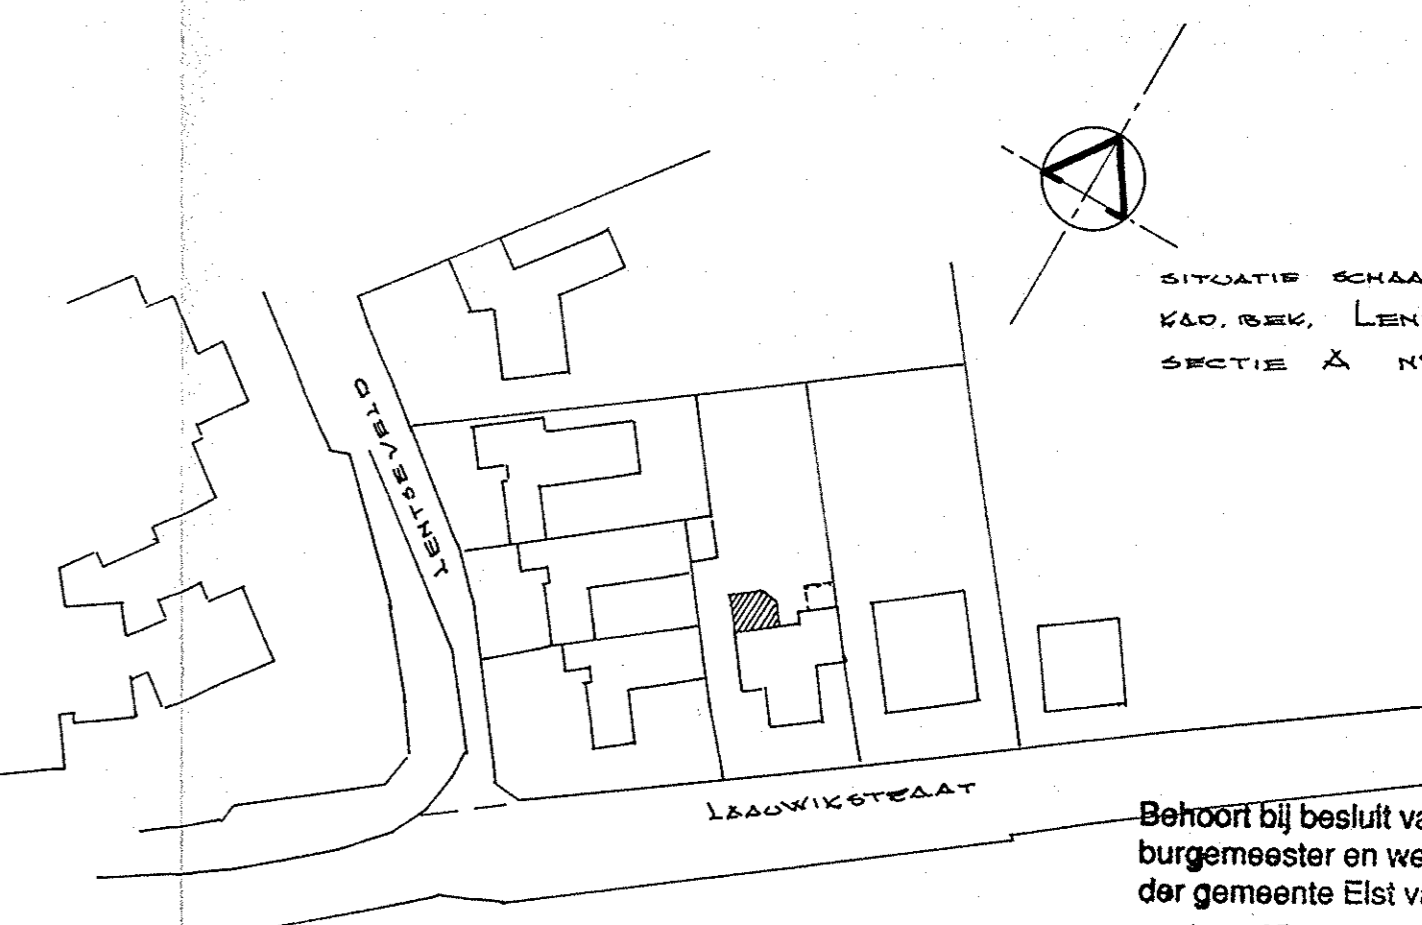 SITUATIE SCHAA
KAD. BEK. LEN
SECTIE A N
LENTSEVELD
LAAUWIKSTRAAT
Behoort bij besluit va
burgemeester en we
der gemeente Elst va